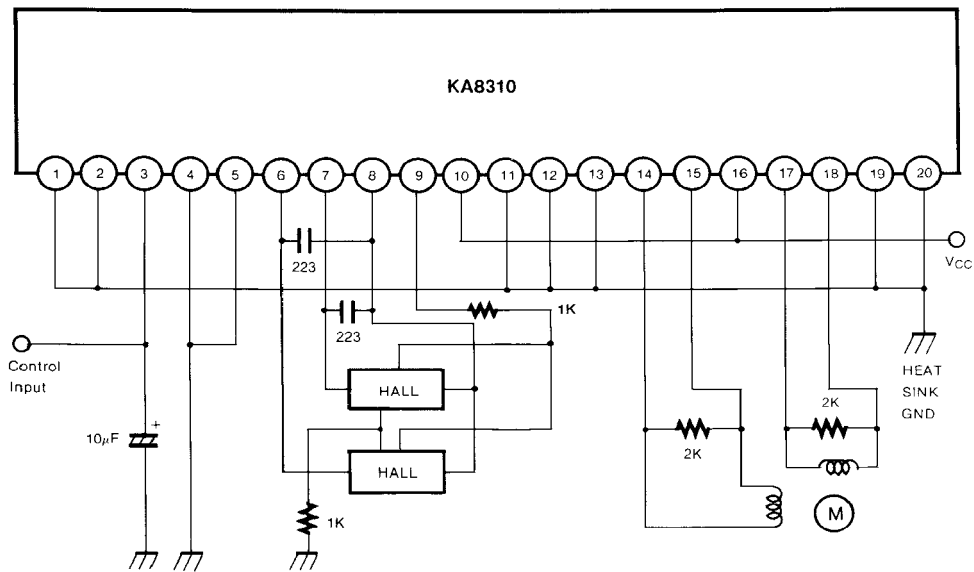 KA8310
1 2 3 4 5 6 7 8 9 10 11 12 13 14 15 16 17 18 19 20
223
VCC
223
1K
Control
Input
HALL
HEAT
SINK
GND
2K
10μF
+
2K
HALL
1K
M